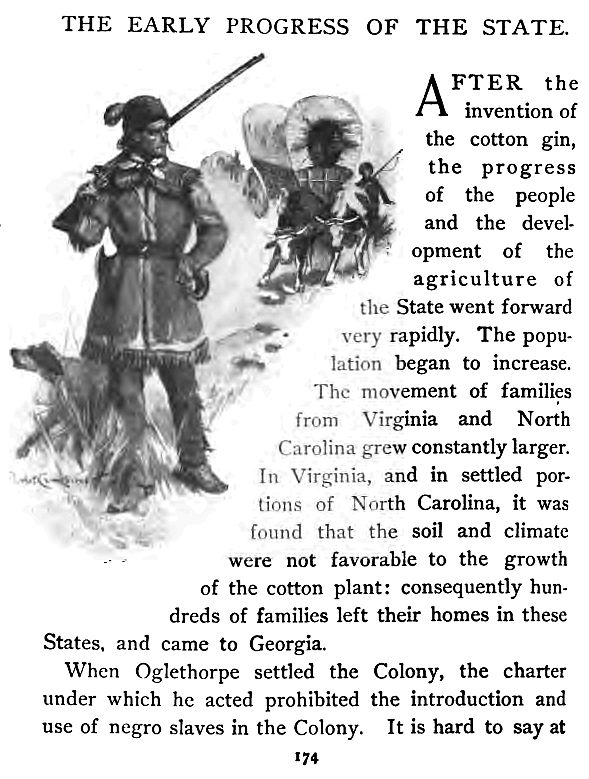 THE EARLY PROGRESS OF THE STATE.
AFTER the
invention of
the cotton gin,
the progress
of the people
and the devel-
opment of the
agriculture of
the State went forward
very rapidly. The popu-
lation began to increase.
The movement of families
from Virginia and North
Carolina grew constantly larger.
In Virginia, and in settled por-
tions of North Carolina, it was
found that the soil and climate
were not favorable to the growth
of the cotton plant: consequently hun-
dreds of families left their homes in these
States, and came to Georgia.
When Oglethorpe settled the Colony, the charter
under which he acted prohibited the introduction and
use of negro slaves in the Colony. It is hard to say at
174